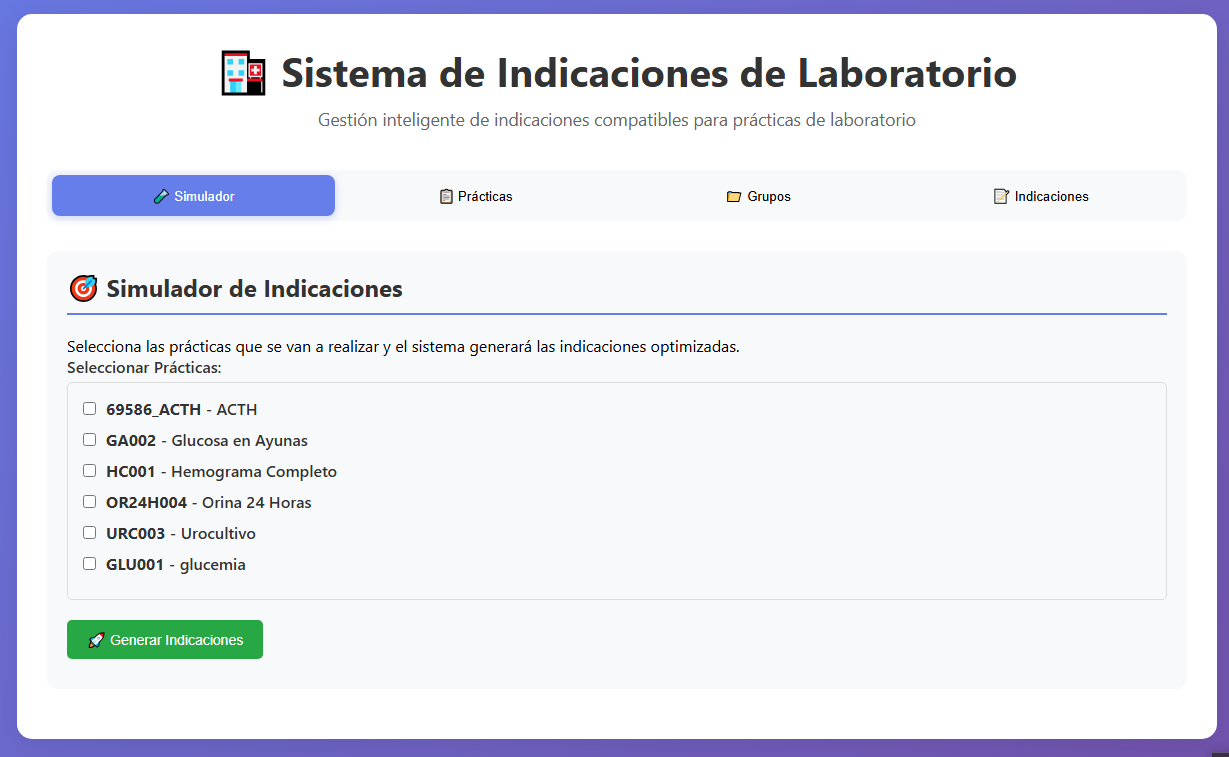 Sistema de Indicaciones de Laboratorio
Gestión inteligente de indicaciones compatibles para prácticas de laboratorio
Simulador
Prácticas
Grupos
Indicaciones
Simulador de Indicaciones
Selecciona las prácticas que se van a realizar y el sistema generará las indicaciones optimizadas.
Seleccionar Prácticas:
69586_ACTH - ACTH
GA002 - Glucosa en Ayunas
HC001 - Hemograma Completo
OR24H004 - Orina 24 Horas
URC003 - Urocultivo
GLU001 - glucemia
Generar Indicaciones